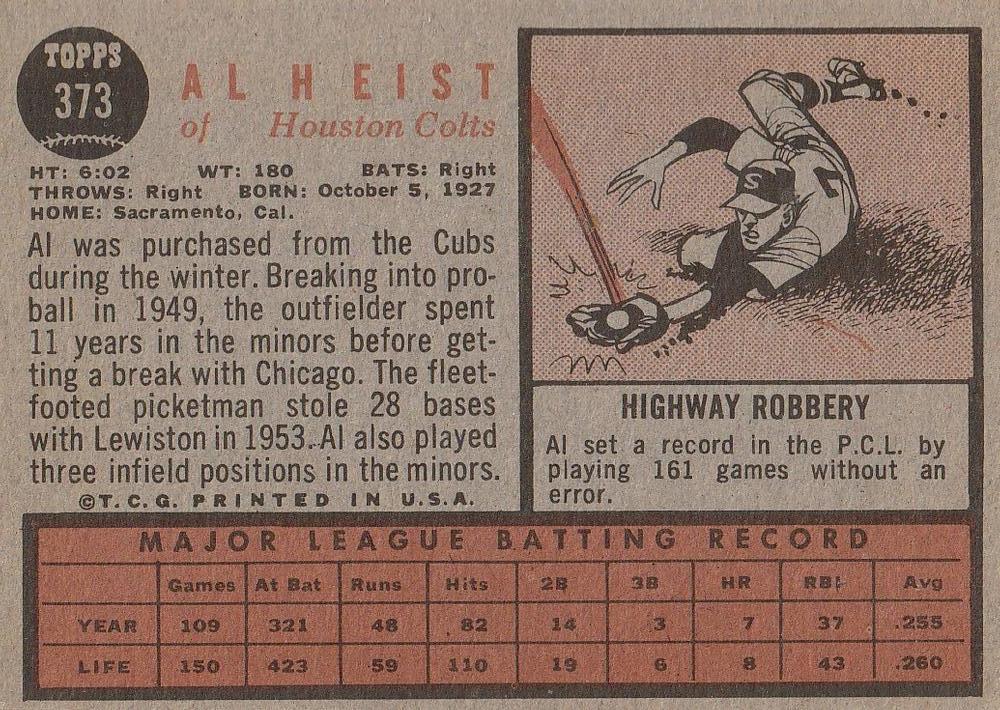 TOPPS
373
AL HEIST
of Houston Colts
HT: 6:02 WT: 180 BATS: Right
THROWS: Right BORN: October 5, 1927
HOME: Sacramento, Cal.
Al was purchased from the Cubs
during the winter. Breaking into pro-
ball in 1949, the outfielder spent
11 years in the minors before get-
ting a break with Chicago. The fleet-
footed picketman stole 28 bases
with Lewiston in 1953. Al also played
three infield positions in the minors.
©T.C.G. PRINTED IN U.S.A.
S
HIGHWAY ROBBERY
Al set a record in the P.C.L. by
playing 161 games without an
error.
MAJOR LEAGUE BATTING RECORD
Games At Bat Runs Hits 2B 3B HR RBI Avg
YEAR 109 321 48 82 14 3 7 37 .255
LIFE 150 423 59 110 19 6 8 43 .260